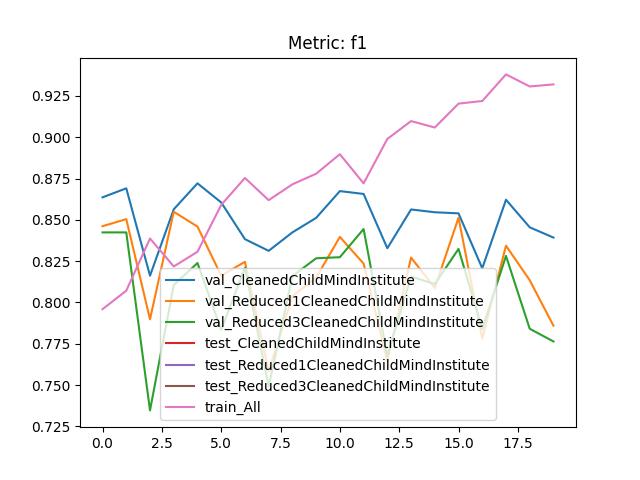 Metric: f1
0.925
0.900
0.875
0.850
0.825
0.800
0.775
0.750
0.725
val_CleanedChildMindInstitute
val_Reduced1CleanedChildMindInstitute
val_Reduced3CleanedChildMindInstitute
test_CleanedChildMindInstitute
test_Reduced1CleanedChildMindInstitute
test_Reduced3CleanedChildMindInstitute
train_All
0.0 2.5 5.0 7.5 10.0 12.5 15.0 17.5